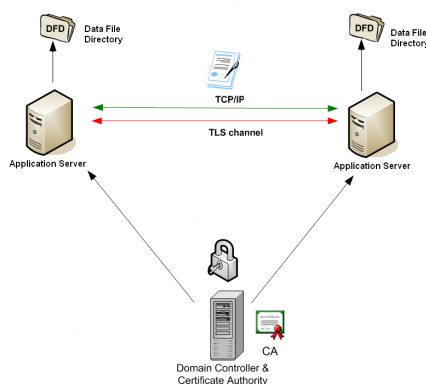 DFD
Data File
Directory
DFD
Data File
Directory
TCP/IP
TLS channel
Application Server
Application Server
CA
Domain Controller &
Certificate Authority